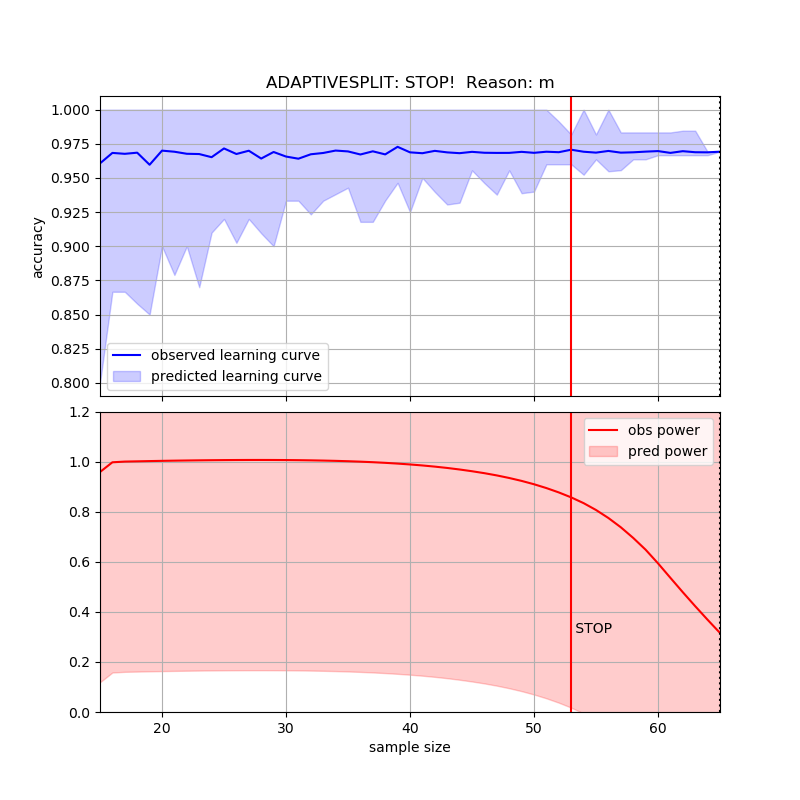 ADAPTIVESPLIT: STOP!  Reason: m
1.000
0.975
0.950
0.925
0.900
0.875
0.850
0.825
0.800
accuracy
observed learning curve
predicted learning curve
1.2
1.0
0.8
0.6
0.4
0.2
0.0
obs power
pred power
STOP
20 30 40 50 60
sample size